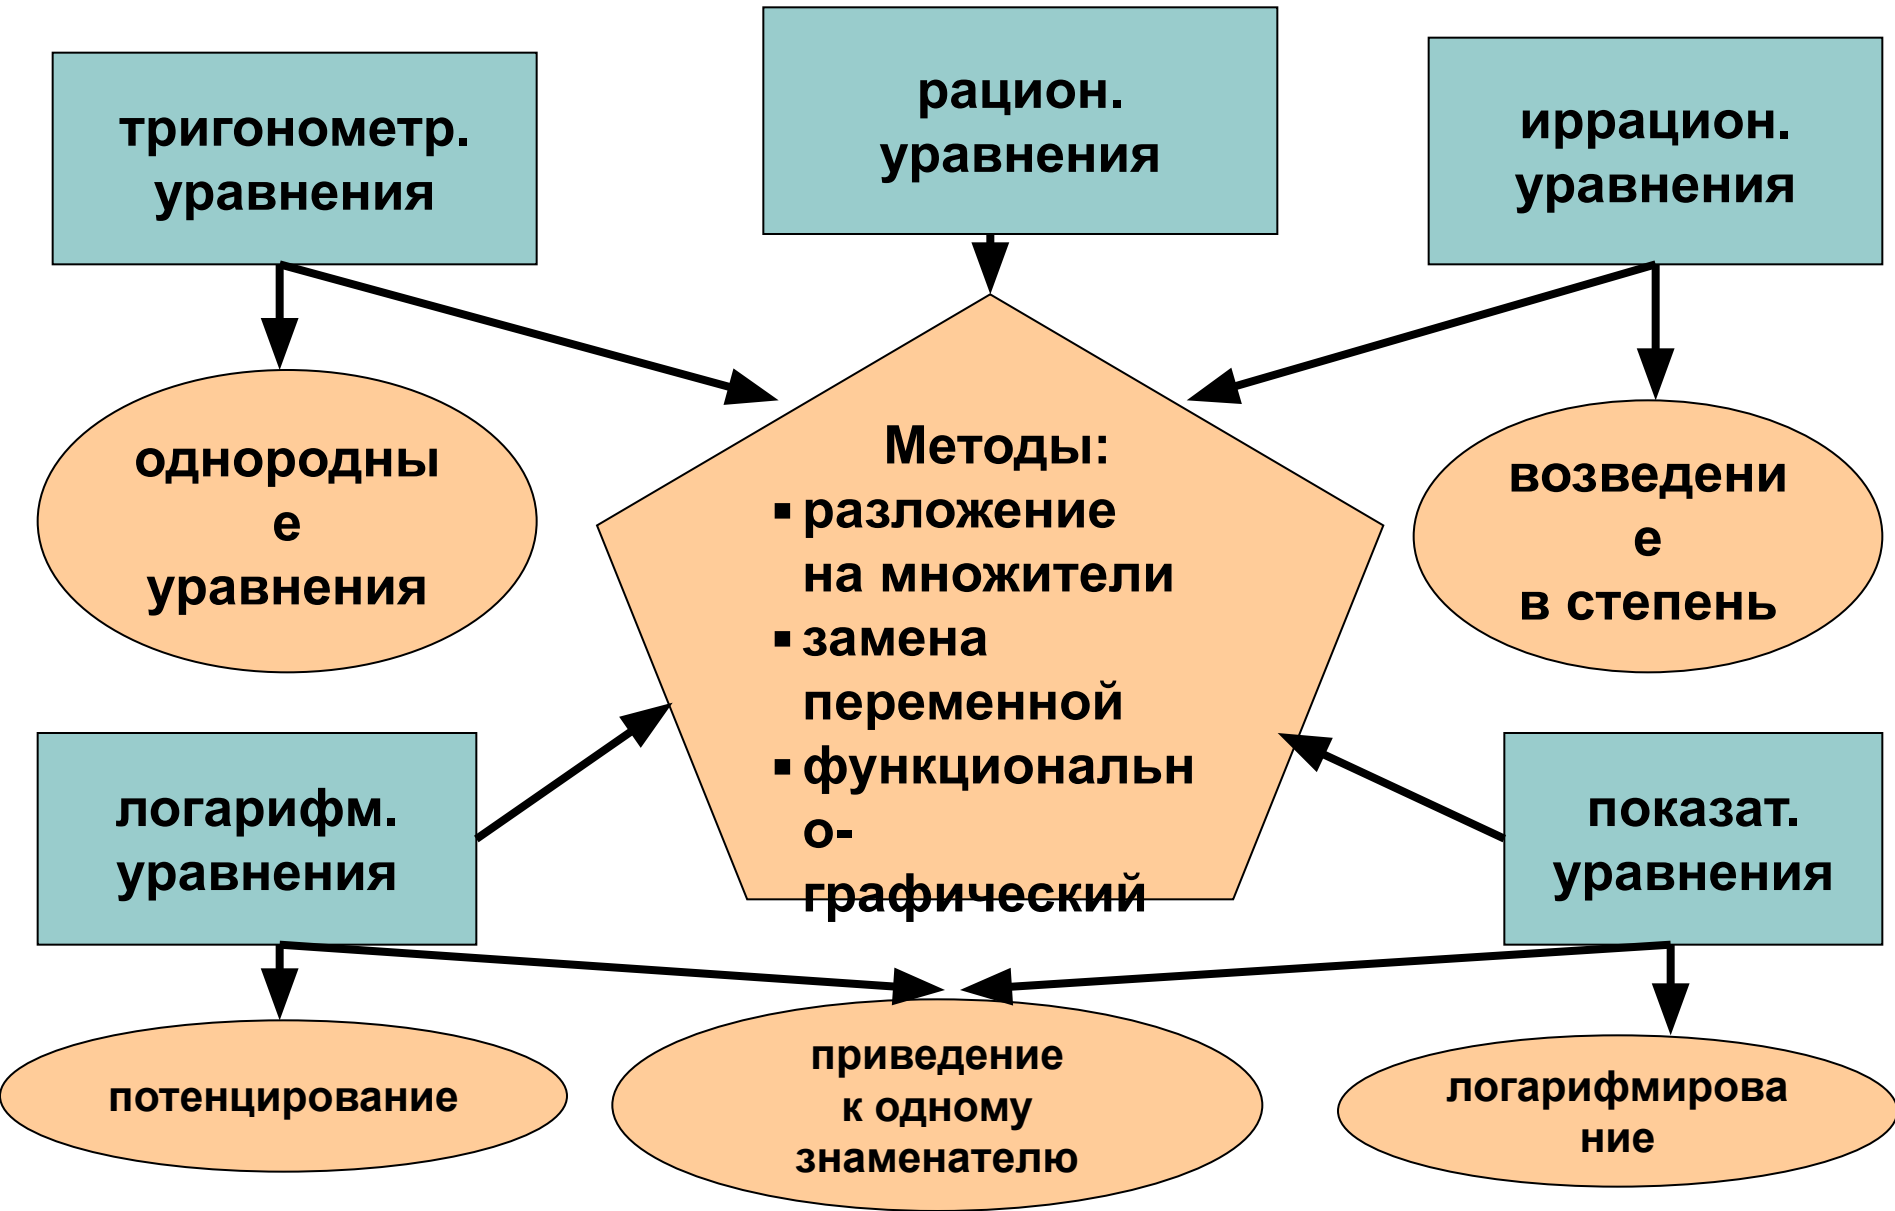 тригонометр.
уравнения
рацион.
уравнения
иррацион.
уравнения
однородны
е
уравнения
Методы:
▪ разложение
на множители
▪ замена
переменной
▪ функциональн
о-
графический
возведени
е
в степень
логарифм.
уравнения
показат.
уравнения
потенцирование
приведение
к одному
знаменателю
логарифмирова
ние